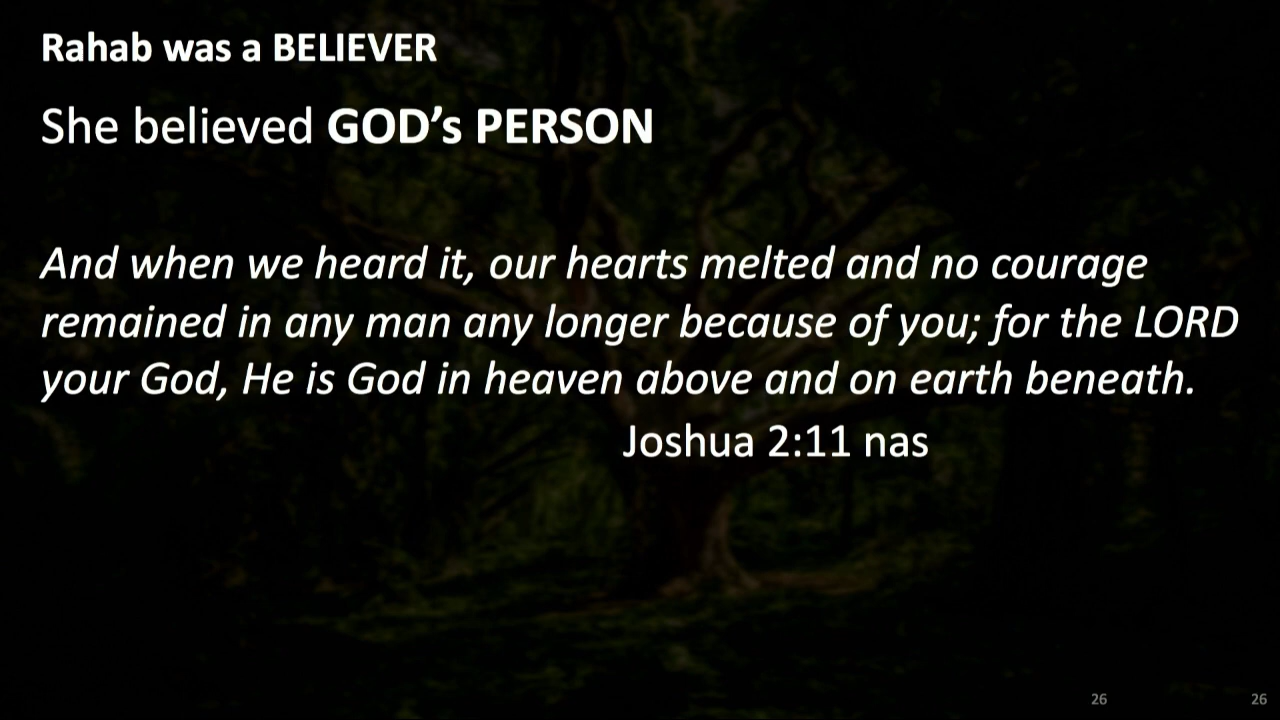 Rahab was a BELIEVER
She believed GOD’s PERSON
And when we heard it, our hearts melted and no courage
remained in any man any longer because of you; for the LORD
your God, He is God in heaven above and on earth beneath.
Joshua 2:11 nas
26 26